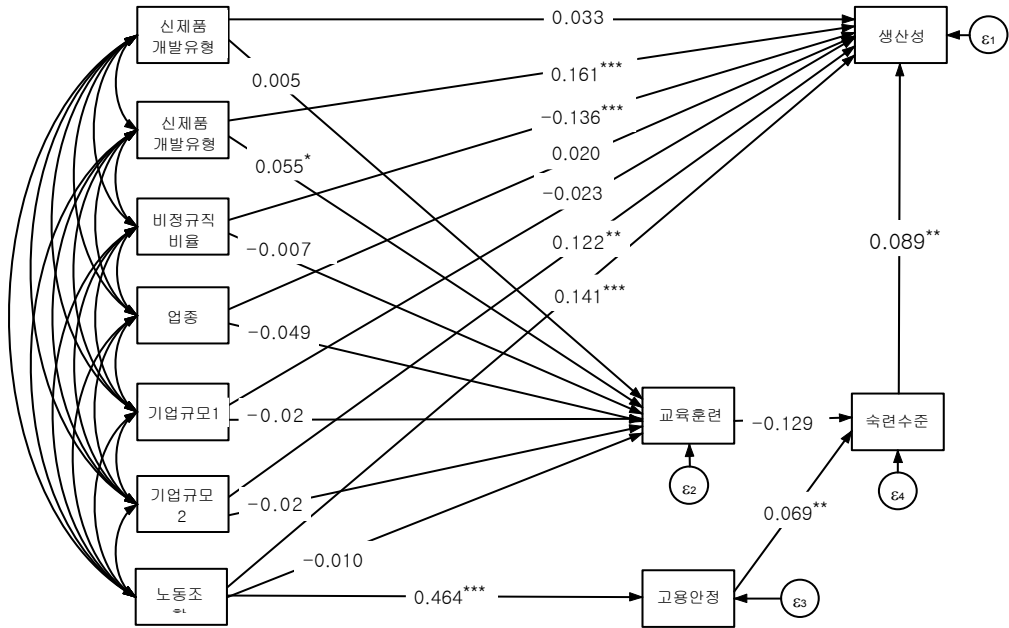 신제품
개발유형
0.033
생산성
ε1
0.005
0.161***
신제품
개발유형
-0.136***
0.055*
0.020
-0.023
비정규직
비율
-0.007
0.122**
0.089**
0.141***
업종
-0.049
기업규모1
-0.02
교육훈련
-0.129
숙련수준
기업규모
2
-0.02
ε2
ε4
0.069**
-0.010
노동조
0.464***
고용안정
ε3